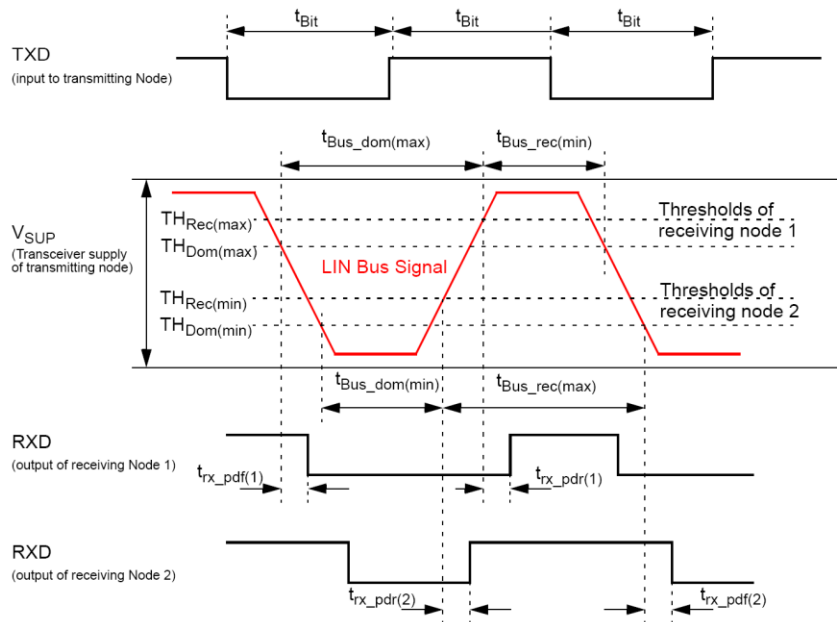 tBit
tBit
tBit
TXD
(input to transmitting Node)
tBus_dom(max)
tBus_rec(min)
THRec(max)
Thresholds of
receiving node 1
VSUP
(Transceiver supply
of transmitting node)
THDom(max)
LIN Bus Signal
THRec(min)
Thresholds of
receiving node 2
THDom(min)
tBus_dom(min)
tBus_rec(max)
RXD
(output of receiving Node 1)
trx_pdf(1)
trx_pdr(1)
RXD
(output of receiving Node 2)
trx_pdr(2)
trx_pdf(2)